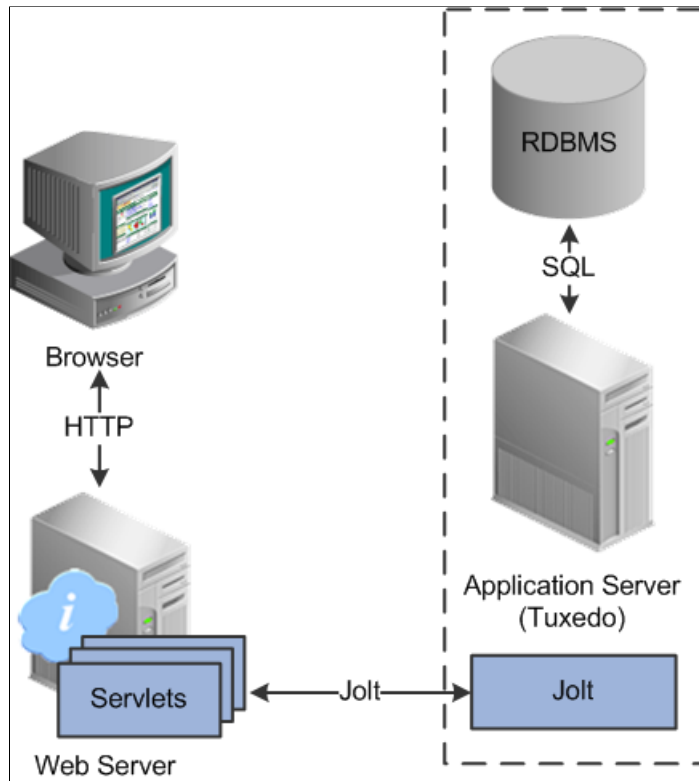 RDBMS
SQL
Browser
HTTP
Application Server
(Tuxedo)
i
Servlets
Jolt
Jolt
Web Server